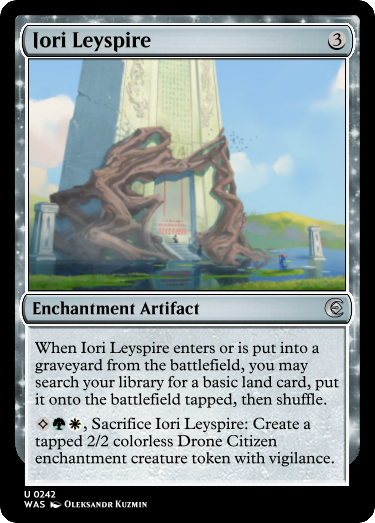 Iori Leyspire
3
Enchantment Artifact
When Iori Leyspire enters or is put into a
graveyard from the battlefield, you may
search your library for a basic land card, put
it onto the battlefield tapped, then shuffle.
, Sacrifice Iori Leyspire: Create a
tapped 2/2 colorless Drone Citizen
enchantment creature token with vigilance.
U 0242
WAS Oleksandr Kuzmin